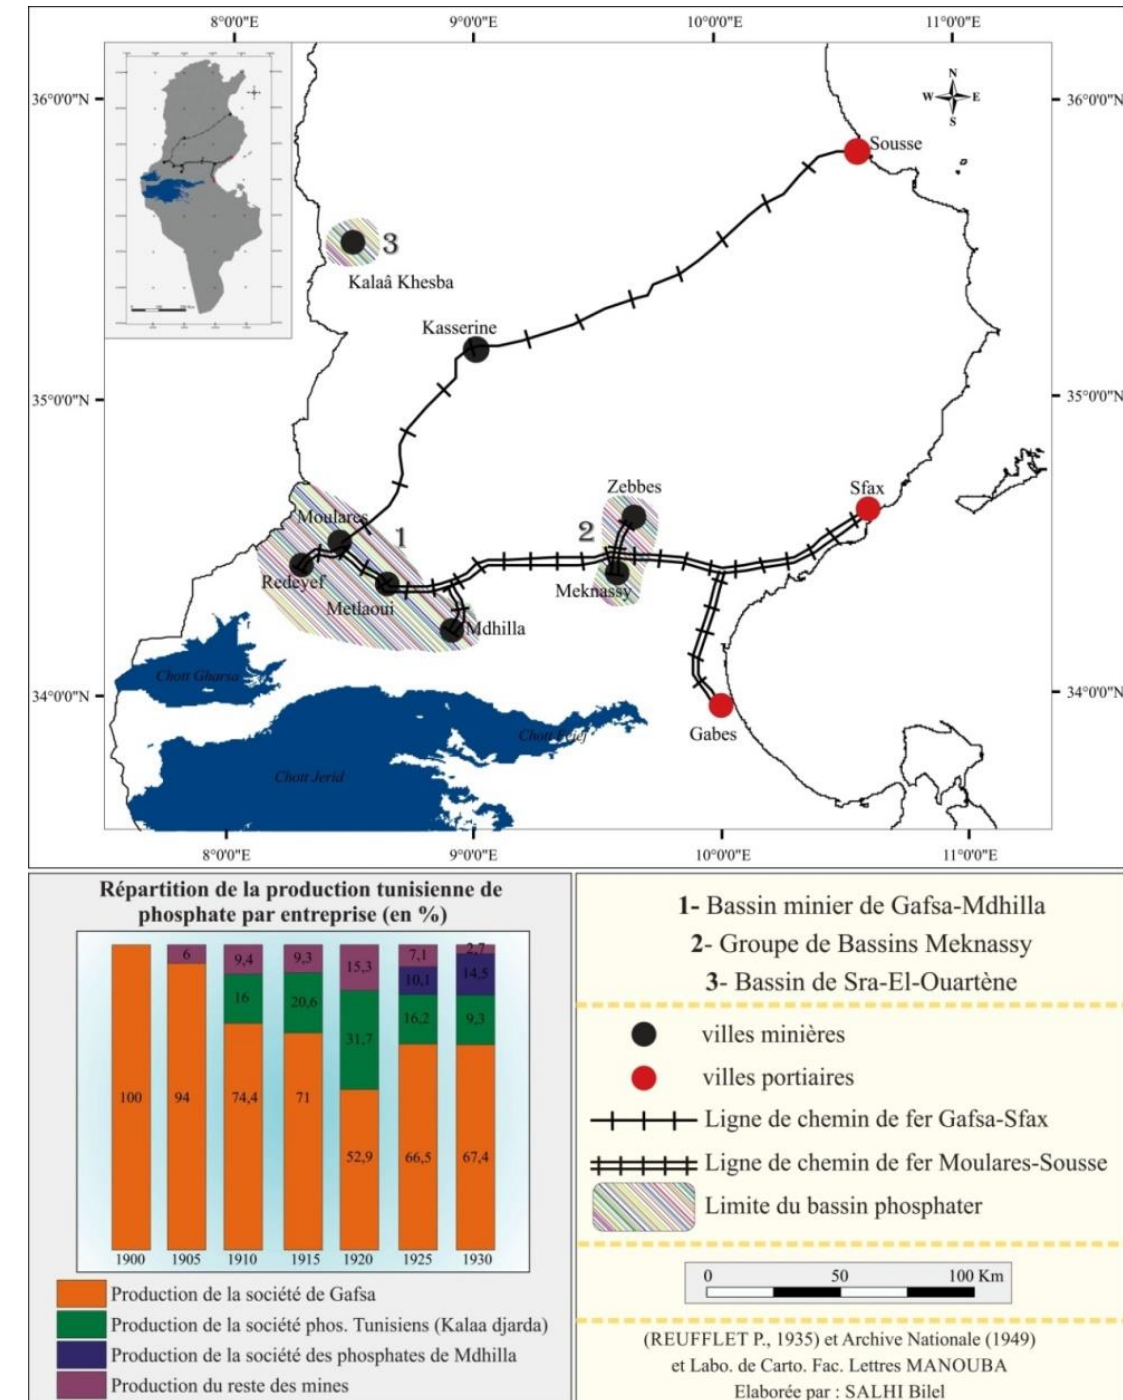 8°0'0"E
9°0'0"E
10°0'0"E
11°0'0"E
36°0'0"N
36°0'0"N
N
W
E
S
Sousse
3
Kalaâ Khesba
Kasserine
35°0'0"N
35°0'0"N
Zebbes
Sfax
Moulares
1
2
Redeyef
Metlaoui
Meknassy
Mdhilla
Chott Gharsa
34°0'0"N
34°0'0"N
Gabes
Chott Fejej
Chott Jerid
8°0'0"E
9°0'0"E
10°0'0"E
11°0'0"E
Répartition de la production tunisienne de
phosphate par entreprise (en %)
6
9,4
9,3
15,3
7,1
2,7
10,1
14,5
16
20,6
31,7
16,2
9,3
100
94
74,4
71
52,9
66,5
67,4
1900
1905
1910
1915
1920
1925
1930
Production de la société de Gafsa
Production de la société phos. Tunisiens (Kalaa djarda)
Production de la société des phosphates de Mdhilla
Production du reste des mines
1- Bassin minier de Gafsa-Mdhilla
2- Groupe de Bassins Meknassy
3- Bassin de Sra-El-Ouartène
villes minières
villes portiaires
Ligne de chemin de fer Gafsa-Sfax
Ligne de chemin de fer Moulares-Sousse
Limite du bassin phosphater
0
50
100 Km
(REUFFLET P., 1935) et Archive Nationale (1949)
et Labo. de Carto. Fac. Lettres MANOUBA
Elaborée par : SALHI Bilel